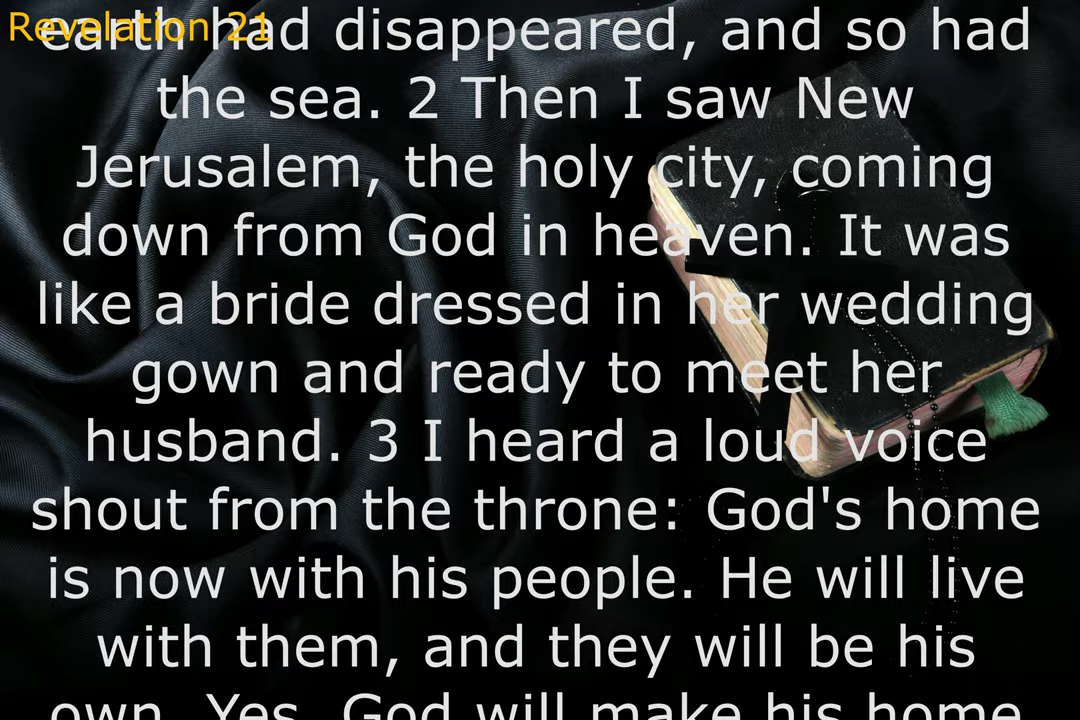 Revelation 21
earth had disappeared, and so had
the sea. 2 Then I saw New
Jerusalem, the holy city, coming
down from God in heaven. It was
like a bride dressed in her wedding
gown and ready to meet her
husband. 3 I heard a loud voice
shout from the throne: God's home
is now with his people. He will live
with them, and they will be his
own. Yes, God will make his home